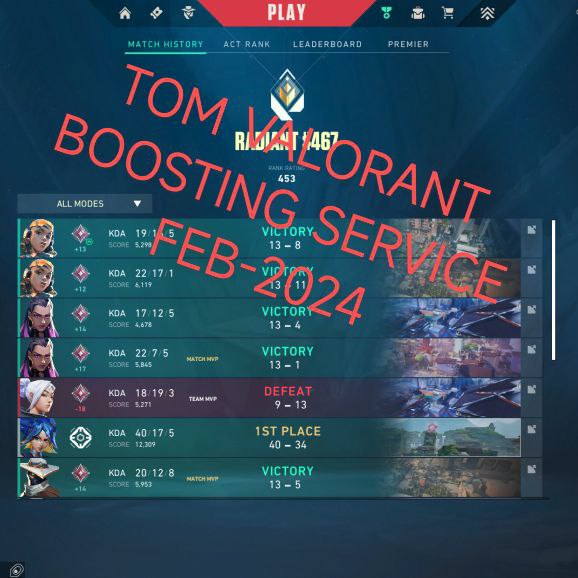 PLAY
MATCH HISTORY ACT RANK LEADERBOARD PREMIER
RADIANT #467
RANK RATING
453
TOM VALORANT
BOOSTING SERVICE
FEB-2024
ALL MODES
KDA 19/ /5 VICTORY
+13 SCORE 5,298 13 – 8
KDA 22/17/1
+12 SCORE 6,119 – 11
KDA 17/12/5 VICTORY
+14 SCORE 4,678 13 – 4
KDA 22/7/5 MATCH MVP VICTORY
+17 SCORE 5,845 13 – 1
KDA 18/19/3 TEAM MVP DEFEAT
-18 SCORE 5,271 9 – 13
KDA 40/17/5 1ST PLACE
SCORE 12,309 40 – 34
KDA 20/12/8 MATCH MVP VICTORY
+14 SCORE 5,953 13 – 5